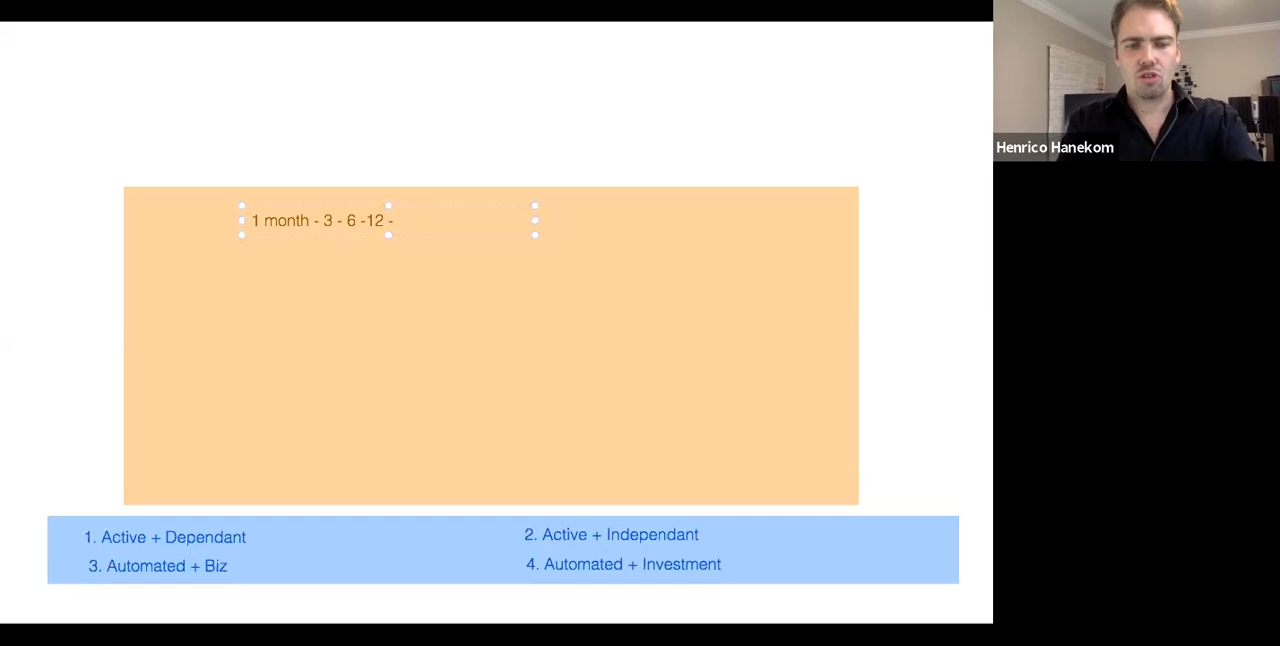 Henrico Hanekom
1 month - 3 - 6 -12 -
1. Active + Dependant
2. Active + Independant
3. Automated + Biz
4. Automated + Investment